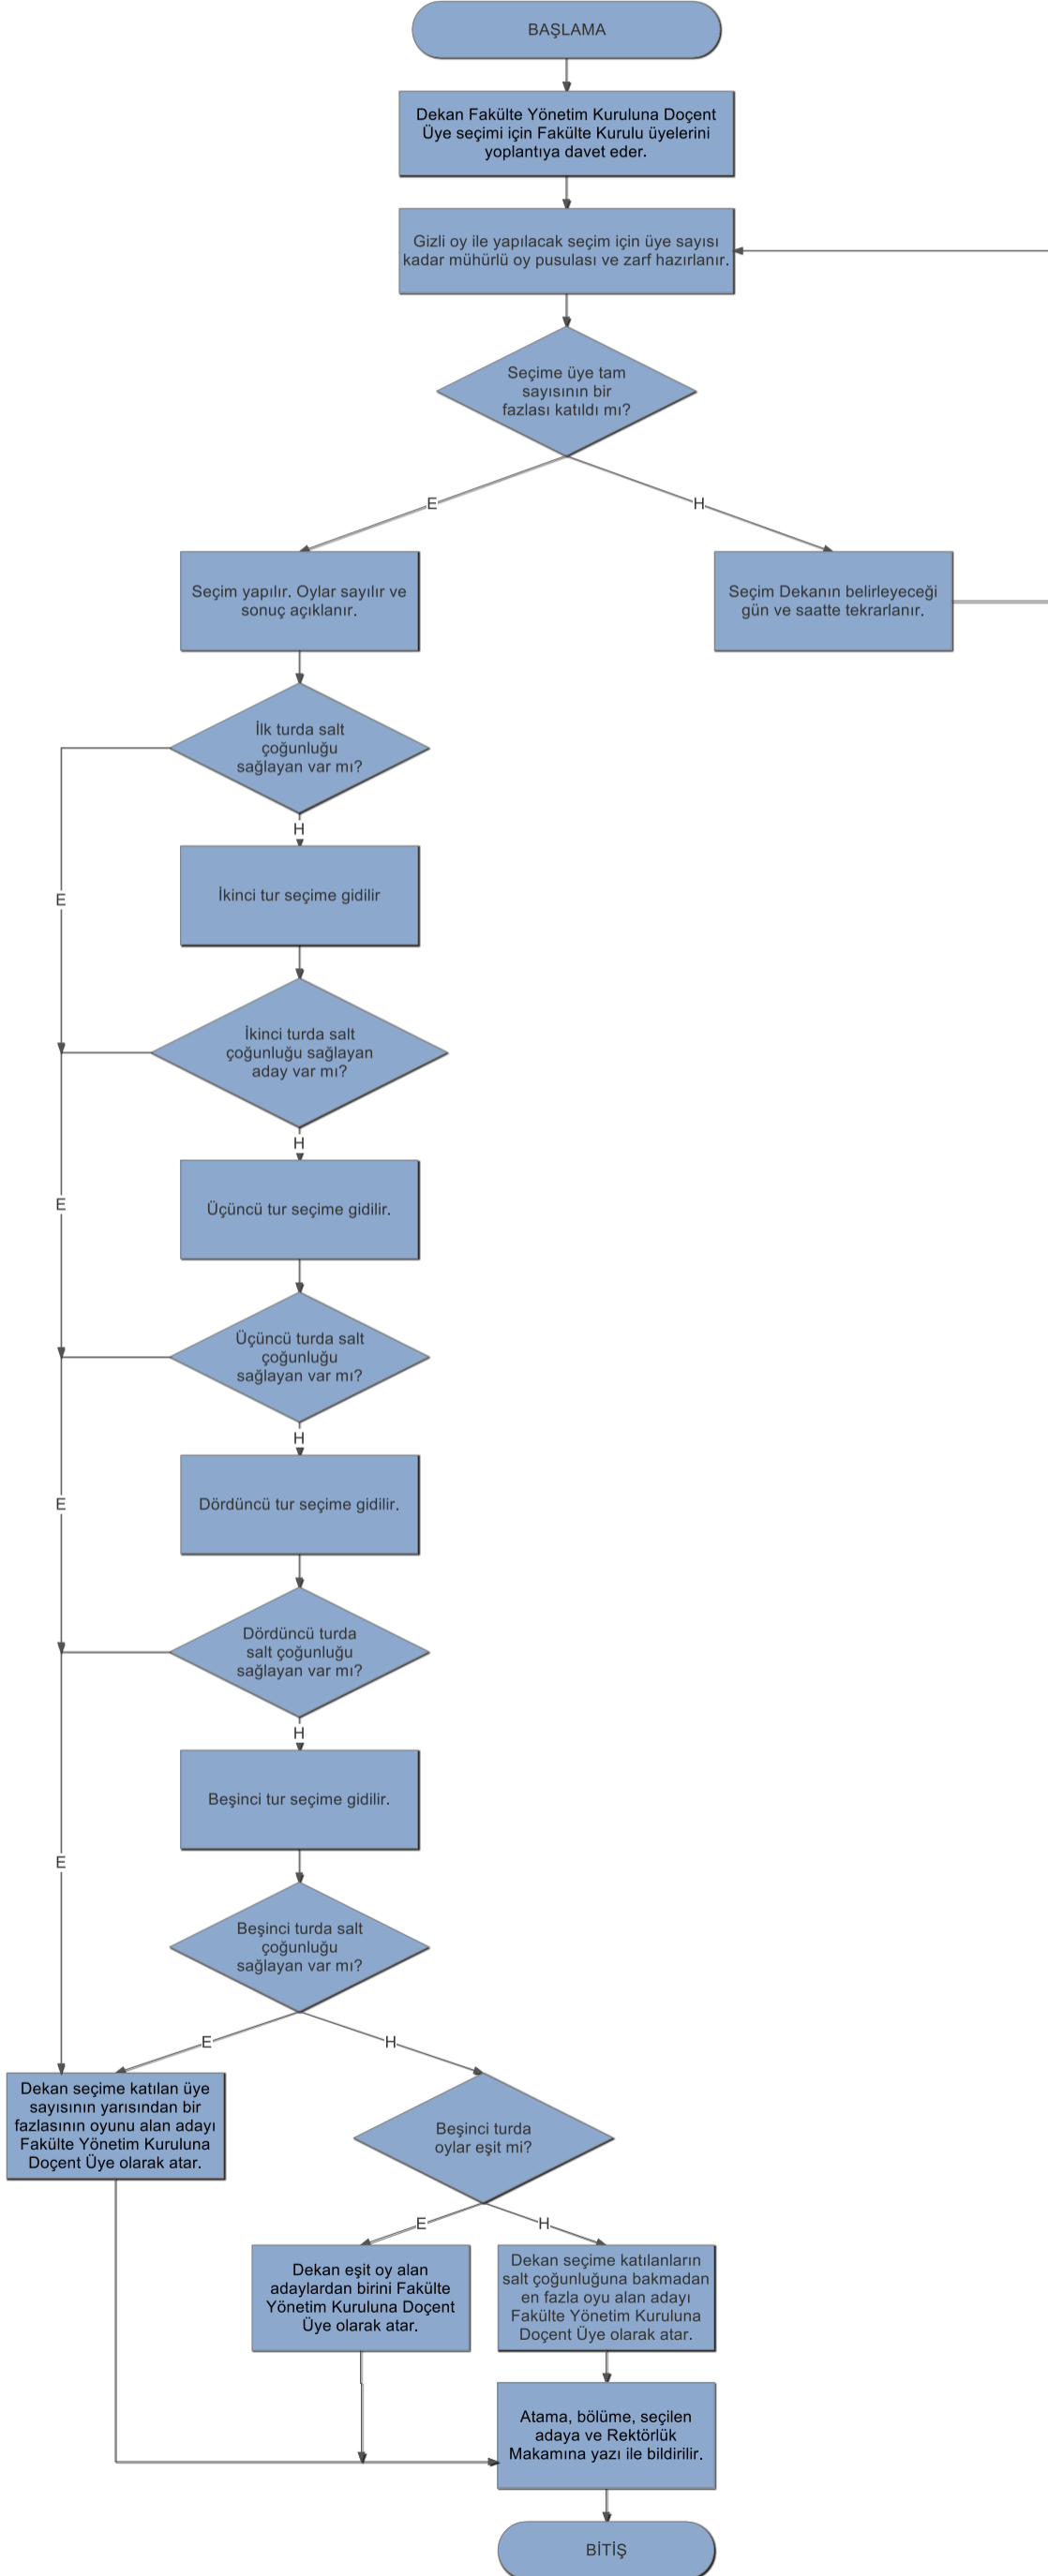 BAŞLAMA
Dekan Fakülte Yönetim Kuruluna Doçent
Üye seçimi için Fakülte Kurulu üyelerini
yoplantıya davet eder.
Gizli oy ile yapılacak seçim için üye sayısı
kadar mühürlü oy pusulası ve zarf hazırlanır.
Seçime üye tam
sayısının bir
fazlası katıldı mı?
E
H
Seçim yapılır. Oylar sayılır ve
sonuç açıklanır.
Seçim Dekanın belirleyeceği
gün ve saatte tekrarlanır.
İlk turda salt
çoğunluğu
sağlayan var mı?
H
E
İkinci tur seçime gidilir
İkinci turda salt
çoğunluğu sağlayan
aday var mı?
H
E
Üçüncü tur seçime gidilir.
Üçüncü turda salt
çoğunluğu
sağlayan var mı?
H
E
Dördüncü tur seçime gidilir.
Dördüncü turda
salt çoğunluğu
sağlayan var mı?
H
Beşinci tur seçime gidilir.
E
Beşinci turda salt
çoğunluğu
sağlayan var mı?
E
H
Dekan seçime katılan üye
sayısının yarısından bir
fazlasının oyunu alan adayı
Fakülte Yönetim Kuruluna
Doçent Üye olarak atar.
Beşinci turda
oylar eşit mi?
E
H
Dekan eşit oy alan
adaylardan birini Fakülte
Yönetim Kuruluna Doçent
Üye olarak atar.
Dekan seçime katılanların
salt çoğunluğuna bakmadan
en fazla oyu alan adayı
Fakülte Yönetim Kuruluna
Doçent Üye olarak atar.
Atama, bölüme, seçilen
adaya ve Rektörlük
Makamına yazı ile bildirilir.
BİTİŞ